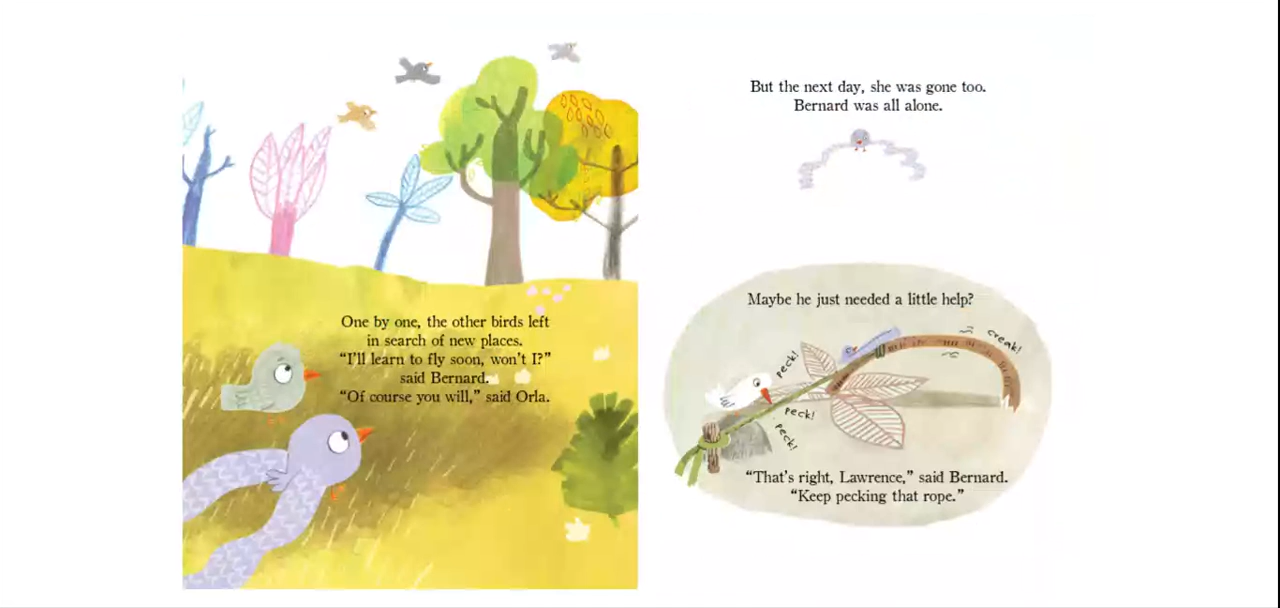 One by one, the other birds left
in search of new places.
“I’ll learn to fly soon, won’t I?”
said Bernard.
“Of course you will,” said Orla.
But the next day, she was gone too.
Bernard was all alone.
Maybe he just needed a little help?
creak!
peck!
peck!
peck!
“That’s right, Lawrence,” said Bernard.
“Keep pecking that rope.”